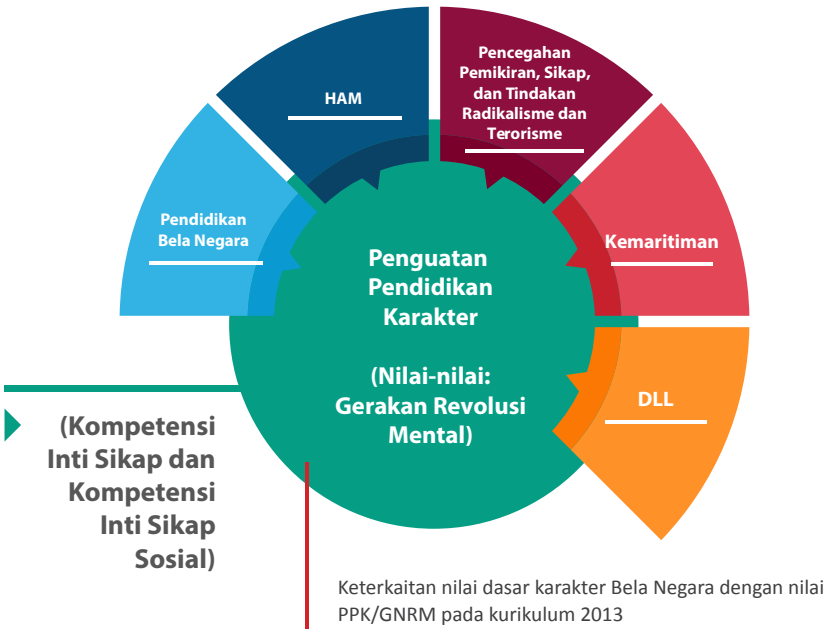 Pencegahan
Pemikiran, Sikap,
dan Tindakan
Radikalisme dan
Terorisme
HAM
Pendidikan
Bela Negara
Kemaritiman
Penguatan
Pendidikan
Karakter
(Nilai-nilai:
Gerakan Revolusi
Mental)
DLL
(Kompetensi
Inti Sikap dan
Kompetensi
Inti Sikap
Sosial)
Keterkaitan nilai dasar karakter Bela Negara dengan nilai
PPK/GNRM pada kurikulum 2013